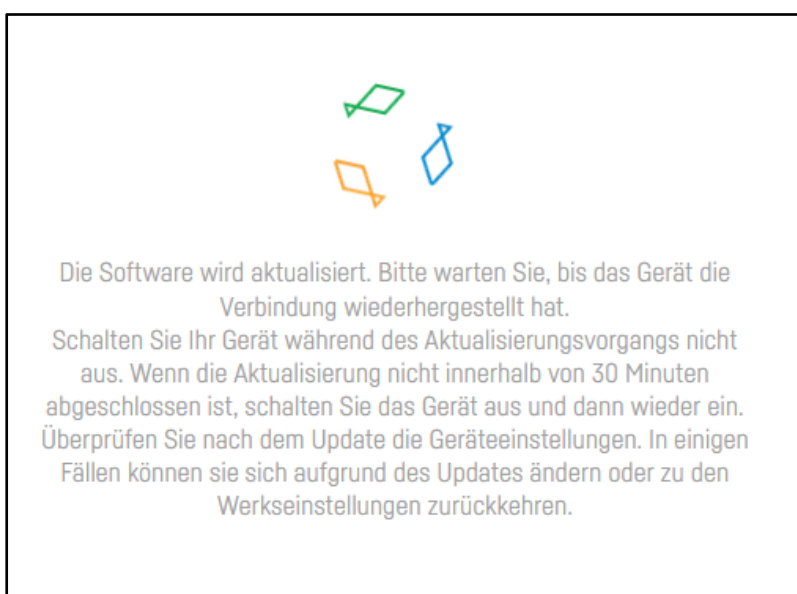 Die Software wird aktualisiert. Bitte warten Sie, bis das Gerät die
Verbindung wiederhergestellt hat.
Schalten Sie Ihr Gerät während des Aktualisierungsvorgangs nicht
aus. Wenn die Aktualisierung nicht innerhalb von 30 Minuten
abgeschlossen ist, schalten Sie das Gerät aus und dann wieder ein.
Überprüfen Sie nach dem Update die Geräteeinstellungen. In einigen
Fällen können sie sich aufgrund des Updates ändern oder zu den
Werkseinstellungen zurückkehren.